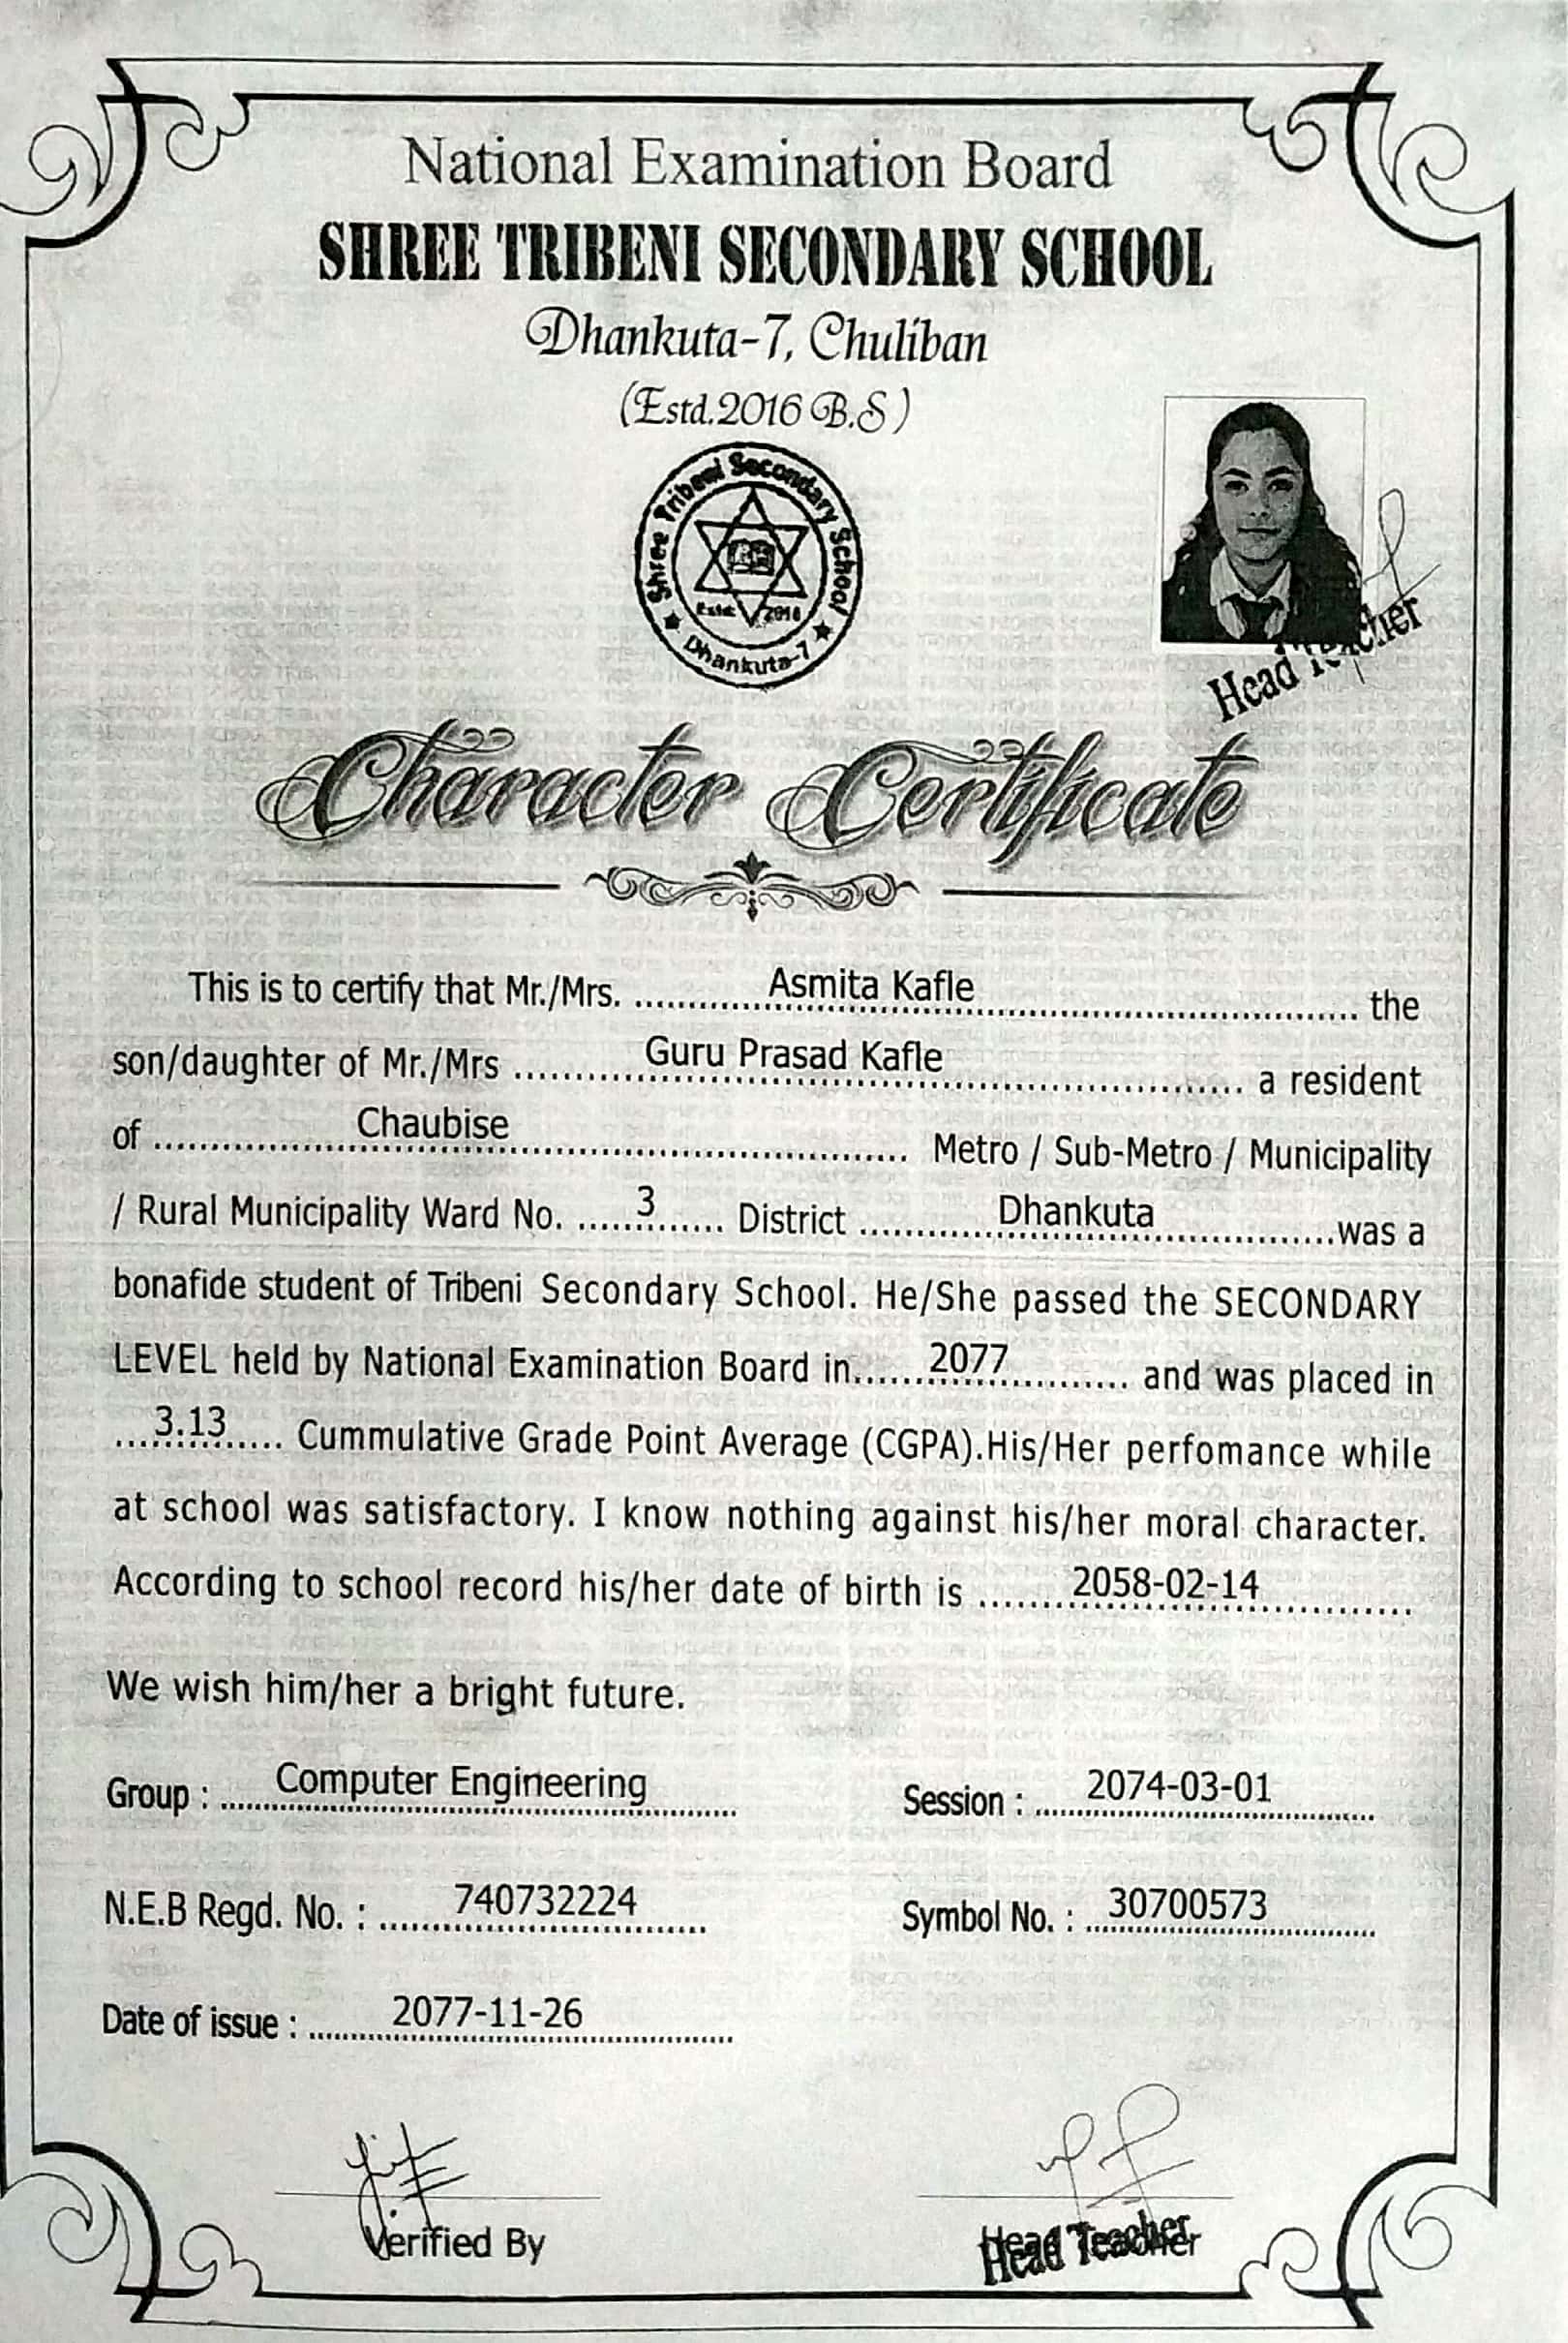 National Examination Board
SHREE TRIBENI SECONDARY SCHOOL
Dhankuta-7, Chuliban
(Estd.2016 B.S)
Shree Tribeni Secondary School
Estd: 2016
Dhankuta-7
Head Teacher
Character Certificate
This is to certify that Mr./Mrs. Asmita Kafle the
son/daughter of Mr./Mrs Guru Prasad Kafle a resident
of Chaubise Metro / Sub-Metro / Municipality
/ Rural Municipality Ward No. 3 District Dhankuta was a
bonafide student of Tribeni Secondary School. He/She passed the SECONDARY
LEVEL held by National Examination Board in 2077 and was placed in
3.13 Cummulative Grade Point Average (CGPA).His/Her perfomance while
at school was satisfactory. I know nothing against his/her moral character.
According to school record his/her date of birth is 2058-02-14
We wish him/her a bright future.
Group : Computer Engineering Session : 2074-03-01
N.E.B Regd. No. : 740732224 Symbol No. : 30700573
Date of issue : 2077-11-26
Verified By Head Teacher
Head Teacher